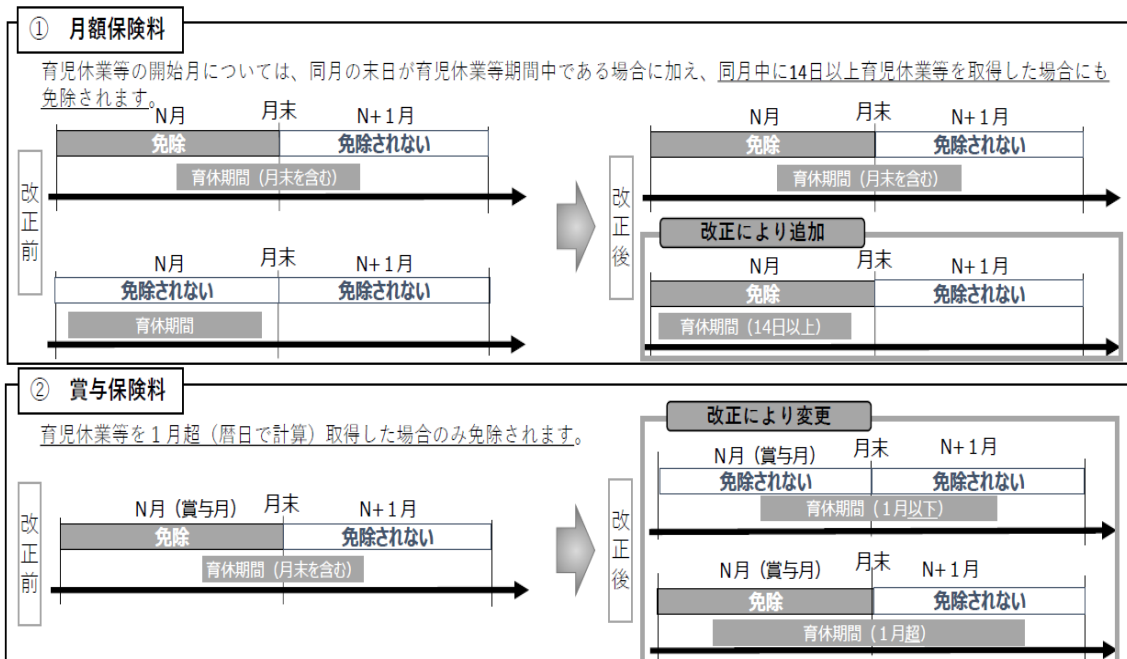 ① 月額保険料
育児休業等の開始月については、同月の末日が育児休業等期間中である場合に加え、同月中に14日以上育児休業等を取得した場合にも
免除されます。
改正前
N月 月末 N+1月
免除 免除されない
育休期間（月末を含む）
N月 月末 N+1月
免除されない 免除されない
育休期間
改正後
N月 月末 N+1月
免除 免除されない
育休期間（月末を含む）
改正により追加
N月 月末 N+1月
免除 免除されない
育休期間（14日以上）
② 賞与保険料
育児休業等を１月超（暦日で計算）取得した場合のみ免除されます。
改正前
N月（賞与月） 月末 N+1月
免除 免除されない
育休期間（月末を含む）
改正後
改正により変更
N月（賞与月） 月末 N+1月
免除されない 免除されない
育休期間（１月以下）
N月（賞与月） 月末 N+1月
免除 免除されない
育休期間（１月超）